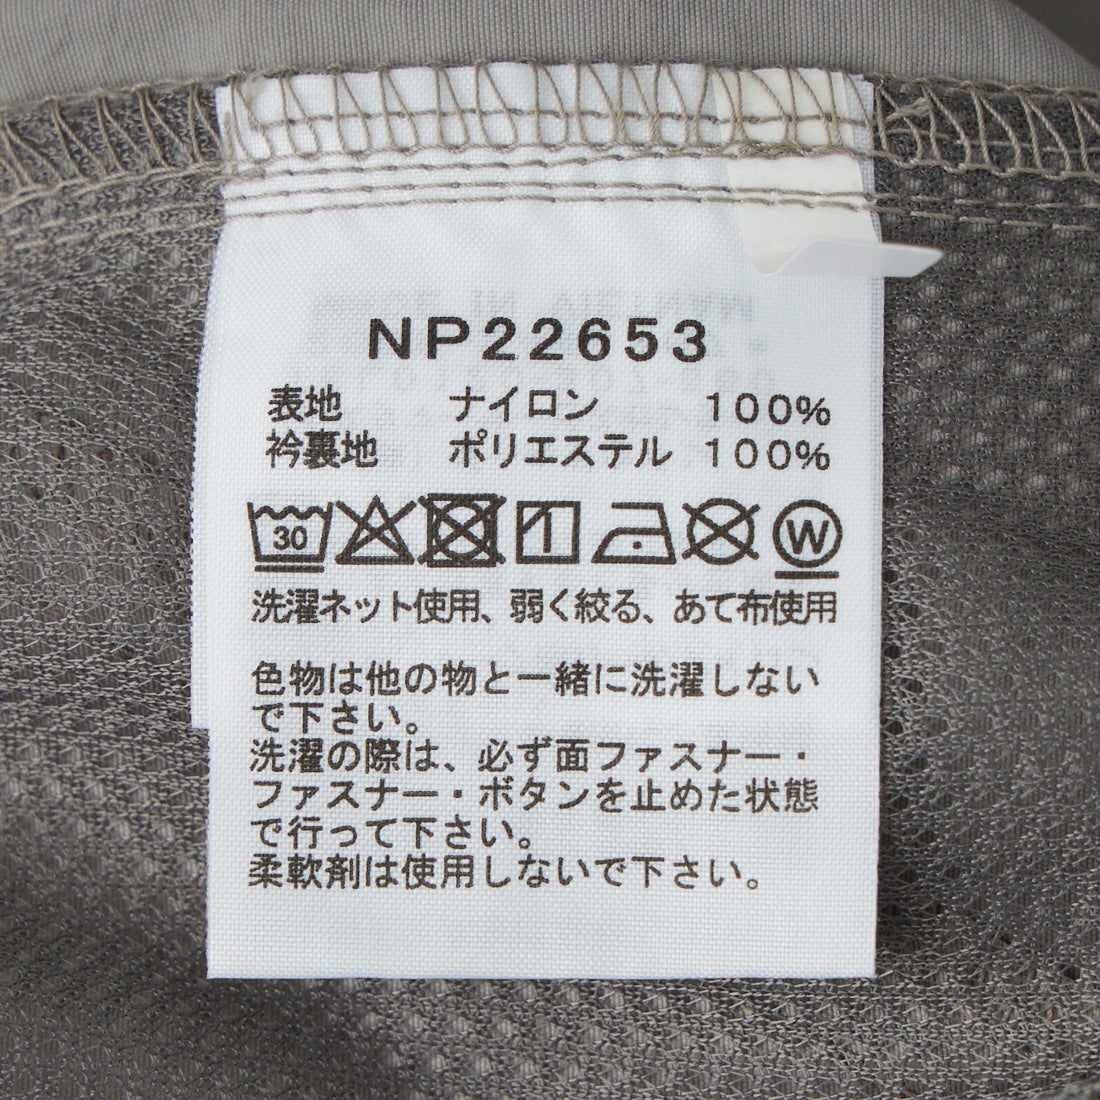 NP22653
表地 ナイロン 100%
衿裏地 ポリエステル 100%
30 W
洗濯ネット使用、弱く絞る、あて布使用
色物は他の物と一緒に洗濯しない
で下さい。
洗濯の際は、必ず面ファスナー・
ファスナー・ボタンを止めた状態
で行って下さい。
柔軟剤は使用しないで下さい。